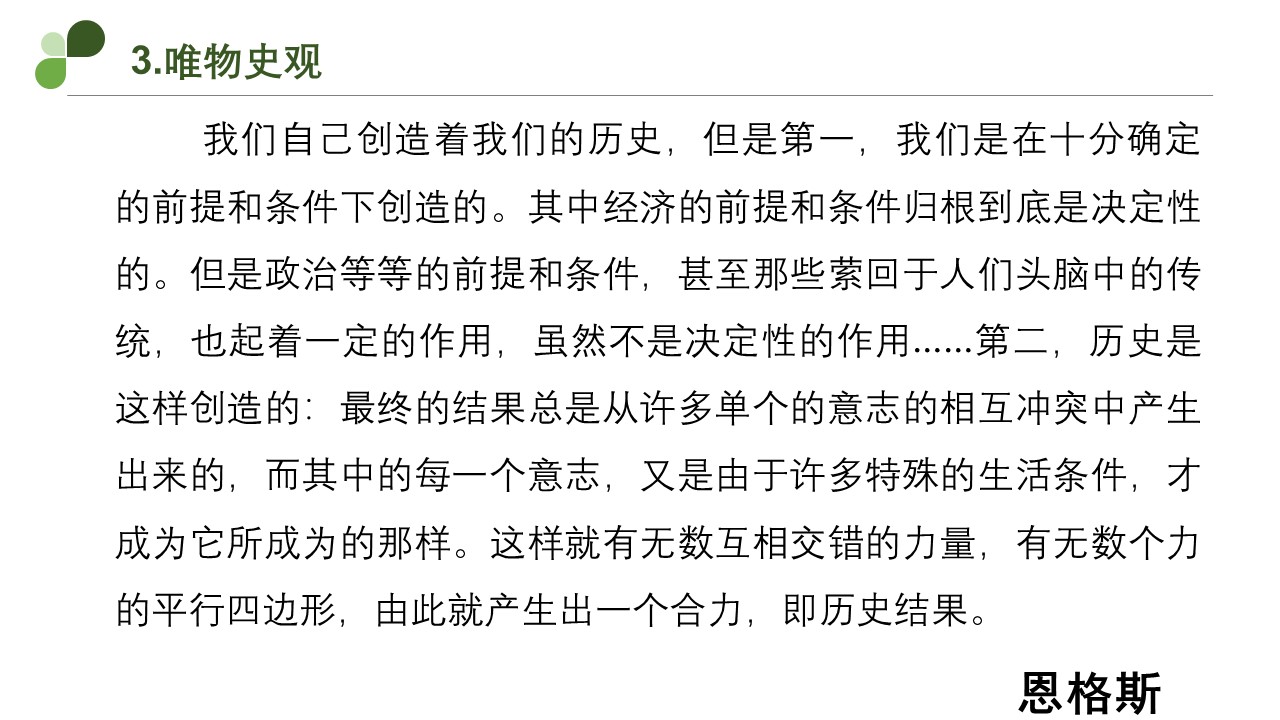 3.唯物史观
我们自己创造着我们的历史，但是第一，我们是在十分确定
的前提和条件下创造的。其中经济的前提和条件归根到底是决定性
的。但是政治等等的前提和条件，甚至那些萦回于人们头脑中的传
统，也起着一定的作用，虽然不是决定性的作用……第二，历史是
这样创造的：最终的结果总是从许多单个的意志的相互冲突中产生
出来的，而其中的每一个意志，又是由于许多特殊的生活条件，才
成为它所成为的那样。这样就有无数互相交错的力量，有无数个力
的平行四边形，由此就产生出一个合力，即历史结果。
恩格斯